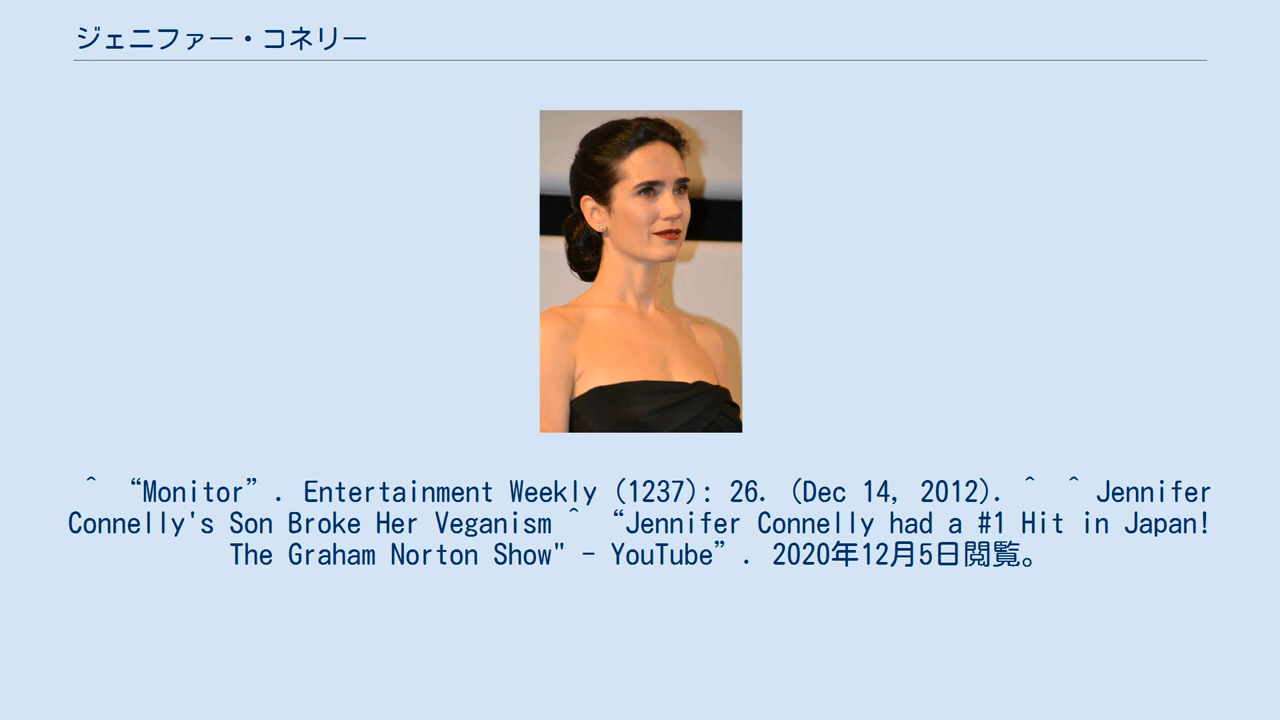 ジェニファー・コネリー
^ “Monitor”. Entertainment Weekly (1237): 26. (Dec 14, 2012). ^ ^ Jennifer
Connelly's Son Broke Her Veganism ^ “Jennifer Connelly had a #1 Hit in Japan!
The Graham Norton Show" - YouTube”. 2020年12月5日閲覧。